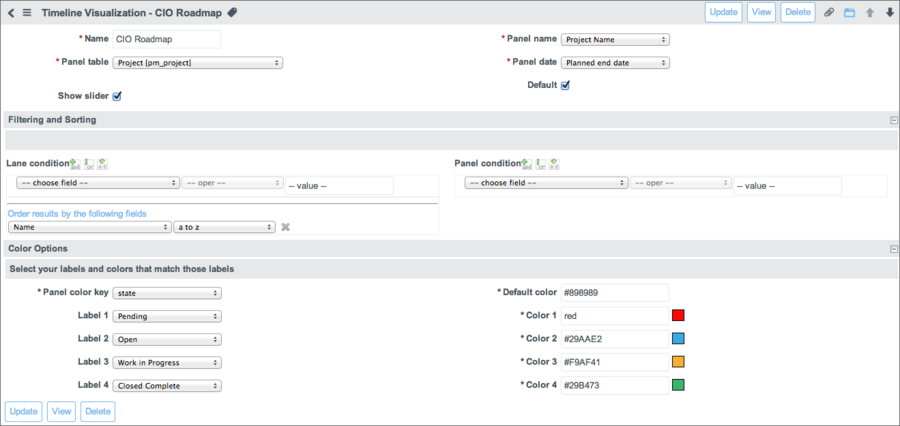 Timeline Visualization - CIO Roadmap
Update View Delete
* Name CIO Roadmap
* Panel name Project Name
* Panel table Project [pm_project]
* Panel date Planned end date
Default
Show slider
Filtering and Sorting
Lane condition
Panel condition
-- choose field -- -- oper -- -- value --
-- choose field -- -- oper -- -- value --
Order results by the following fields
Name a to z
Color Options
Select your labels and colors that match those labels
* Panel color key state
* Default color #898989
Label 1 Pending
* Color 1 red
Label 2 Open
* Color 2 #29AAE2
Label 3 Work in Progress
* Color 3 #F9AF41
Label 4 Closed Complete
* Color 4 #29B473
Update View Delete